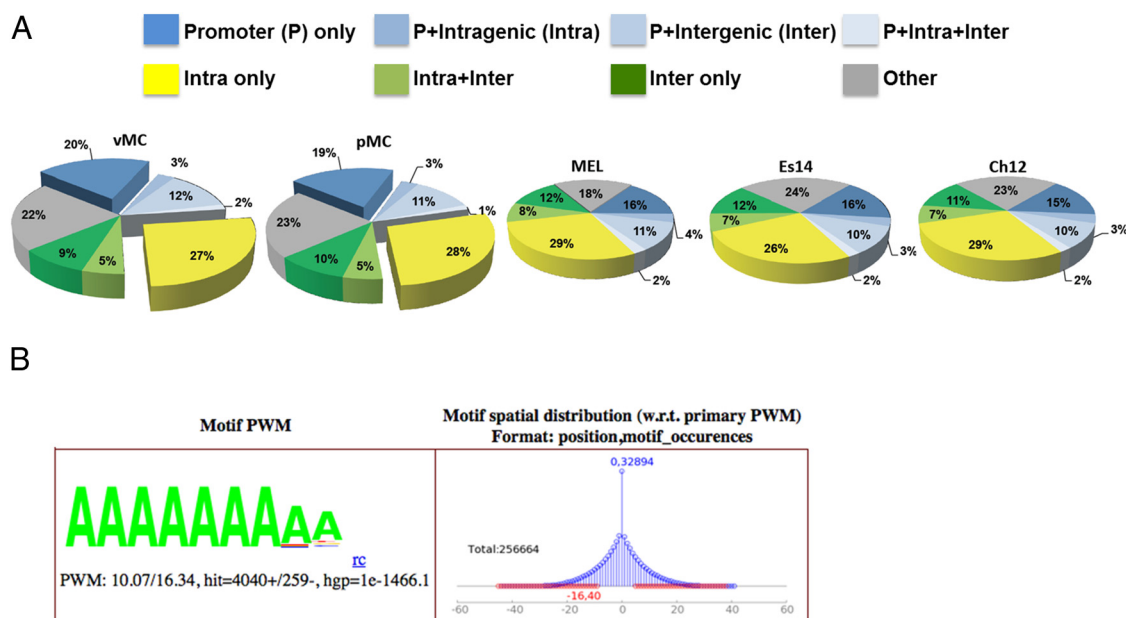 A
Promoter (P) only
P+Intragenic (Intra)
P+Intergenic (Inter)
P+Intra+Inter
Intra only
Intra+Inter
Inter only
Other
vMC
20%
3%
12%
2%
27%
5%
9%
22%
pMC
19%
3%
11%
1%
28%
5%
10%
23%
MEL
18%
16%
4%
11%
2%
29%
8%
12%
Es14
24%
16%
3%
10%
2%
26%
7%
12%
Ch12
23%
15%
3%
10%
2%
29%
7%
11%
B
Motif PWM
Motif spatial distribution (w.r.t. primary PWM)
Format: position,motif_occurences
AAAAAAAAA
rc
PWM: 10.07/16.34, hit=4040+/259-, hgp=1e-1466.1
0,32894
Total:256664
-16,40
-60 -40 -20 0 20 40 60